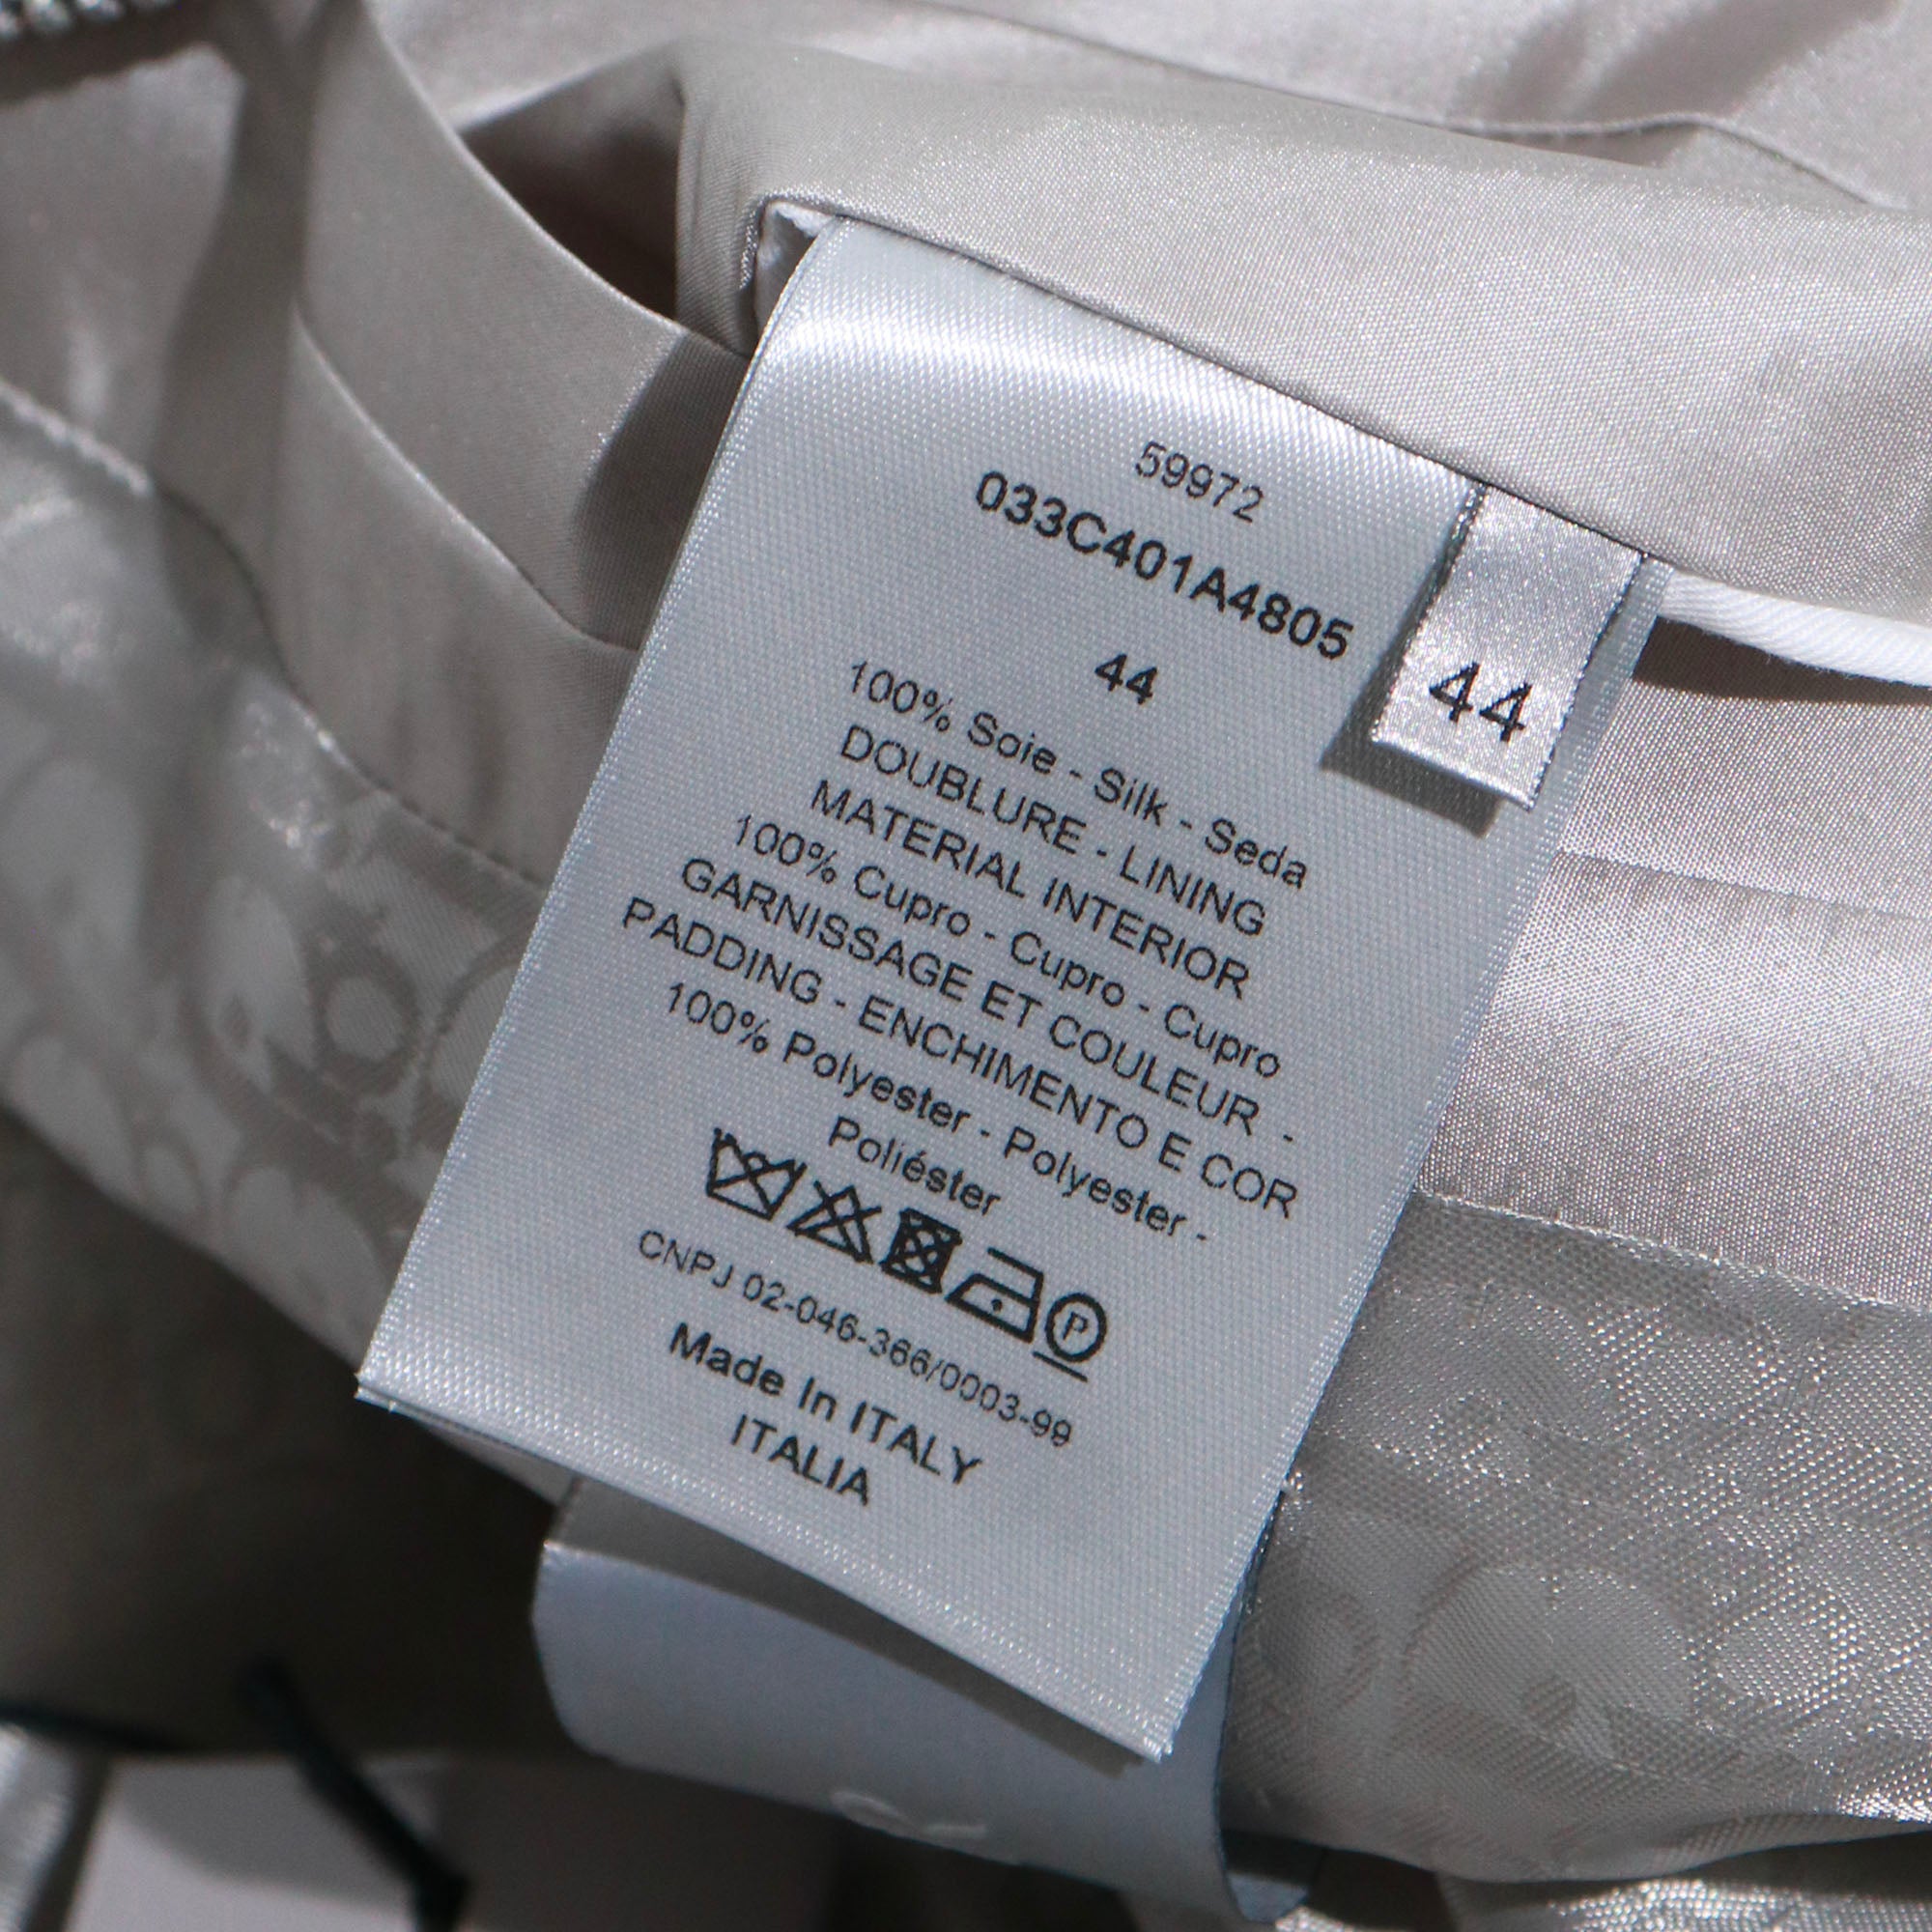 59972
033C401A4805
44
44
100% Soie - Silk - Seda
DOUBLURE - LINING
MATERIAL INTERIOR
100% Cupro - Cupro - Cupro
GARNISSAGE ET COULEUR -
PADDING - ENCHIMENTO E COR
100% Polyester - Polyester -
Poliéster
P
CNPJ 02-046-366/0003-99
Made In ITALY
ITALIA